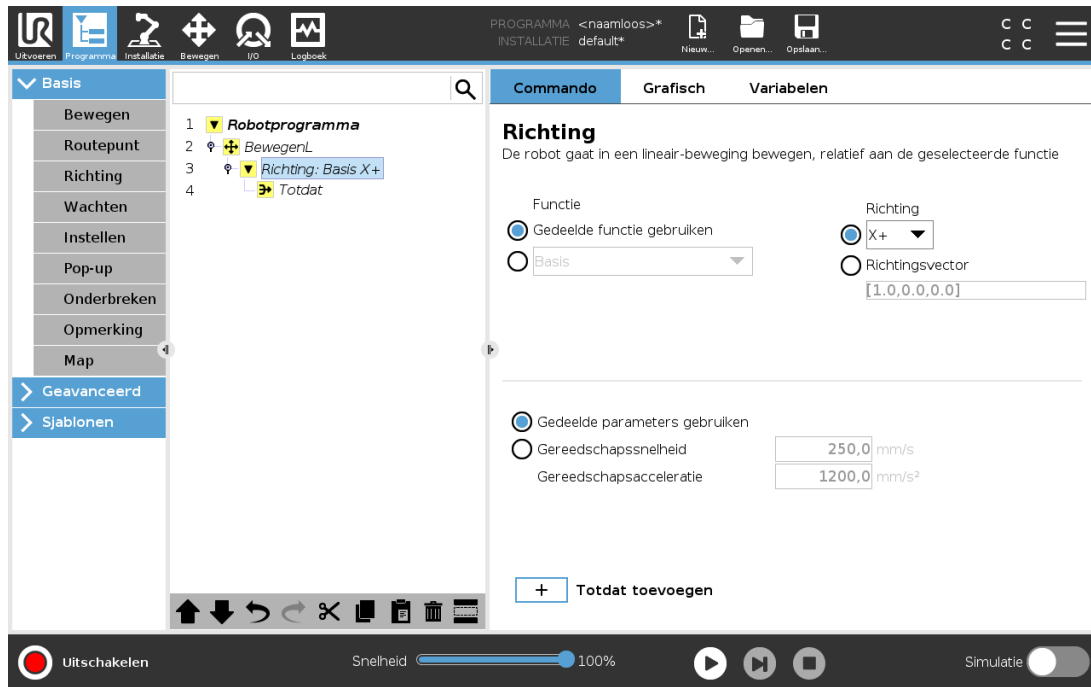 UR
Uitvoeren
Programma
Installatie
Bewegen
I/O
Logboek
PROGRAMMA <naamloos>*
INSTALLATIE default*
Nieuw...
Openen...
Opslaan...
C C
C C
Basis
Bewegen
Routepunt
Richting
Wachten
Instellen
Pop-up
Onderbreken
Opmerking
Map
Geavanceerd
Sjablonen
1 Robotprogramma
2 BewegenL
3 Richting: Basis X+
4 Totdat
Commando
Grafisch
Variabelen
Richting
De robot gaat in een lineair-beweging bewegen, relatief aan de geselecteerde functie
Functie
Gedeelde functie gebruiken
Basis
Richting
X+
Richtingsvector
[1.0,0.0,0.0]
Gedeelde parameters gebruiken
Gereedschapssnelheid 250,0 mm/s
Gereedschapsacceleratie 1200,0 mm/s²
+ Totdat toevoegen
Uitschakelen
Snelheid 100%
Simulatie